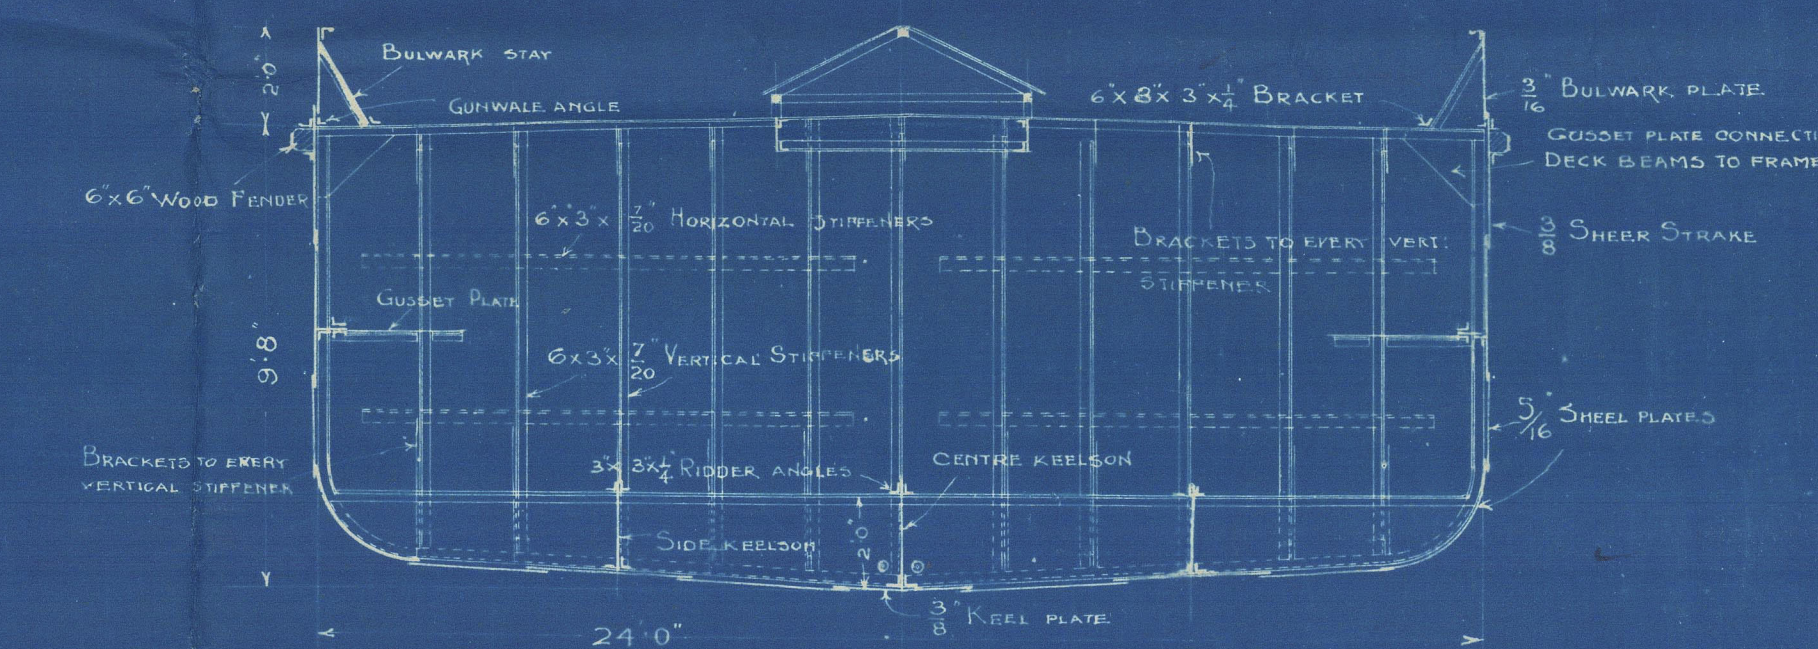 2'0"
BULWARK STAY
GUNWALE ANGLE
6"X 8"X 3"X 1/4" BRACKET
3/16" BULWARK PLATE
GUSSET PLATE CONNECTI
DECK BEAMS TO FRAME
6"X6" WOOD FENDER
6"X 3"X 7/20" HORIZONTAL STIFFENERS
BRACKETS TO EVERY VERT:
STIFFENER
3/8 SHEER STRAKE
GUSSET PLATE
9'8"
6X3"X 7/20" VERTICAL STIFFENERS
5/16" SHEEL PLATES
BRACKETS TO EVERY
VERTICAL STIFFENER
3"X 3"X 1/4" RIDDER ANGLES
CENTRE KEELSON
SIDE KEELSON
2'0"
3/8" KEEL PLATE
24'0"